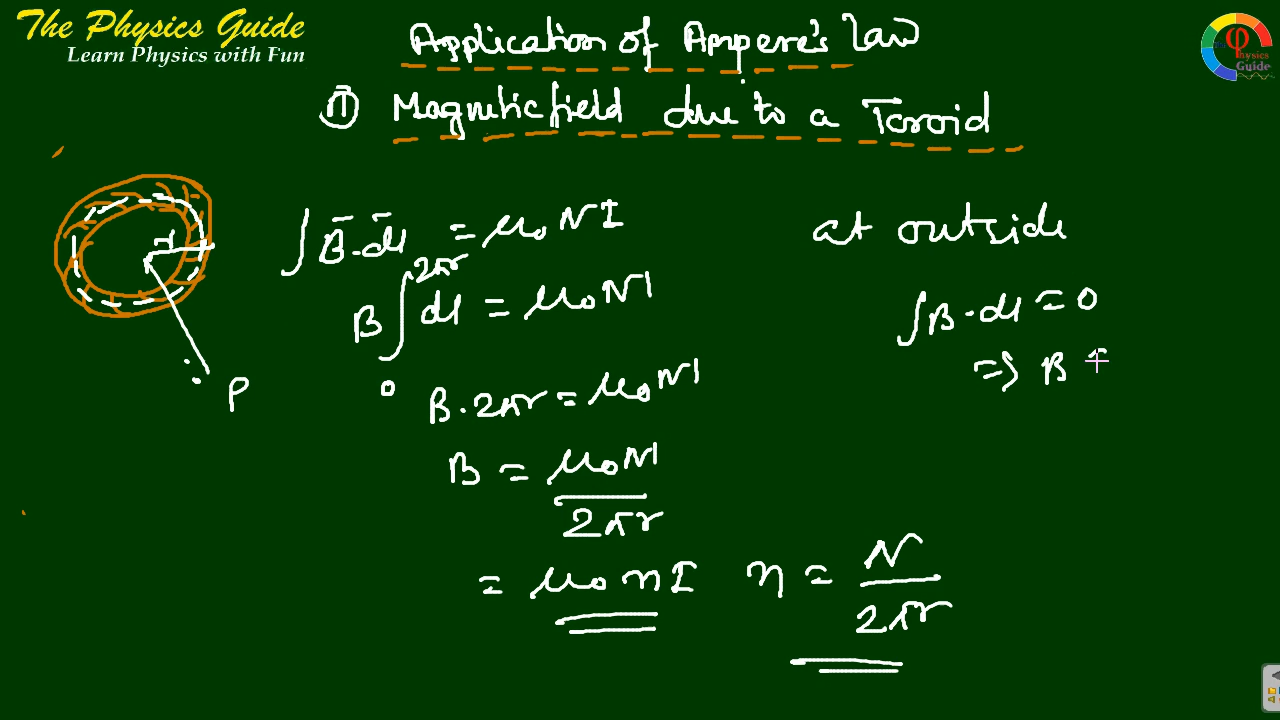 The Physics Guide
Learn Physics with Fun
Physics
Guide
Application of Ampere's law
① Magnetic field due to a Toroid
r
P
∫ B̄·dl̄ = μ₀NI
B ∫₀^{2πr} dl = μ₀NI
B·2πr = μ₀NI
B = μ₀NI / 2πr
= μ₀nI   n = N / 2πr
at outside
∫B·dl = 0
⇒ B